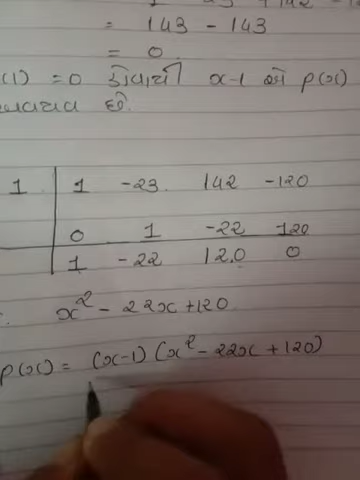 = 143 - 143
= 0
(1) = 0 હોવાથી x-1 એ p(x)
અવયવ છે.
1 | 1 -23 142 -120
0 1 -22 120
1 -22 120 0
x² - 22x + 120
p(x) = (x-1) (x² - 22x + 120)